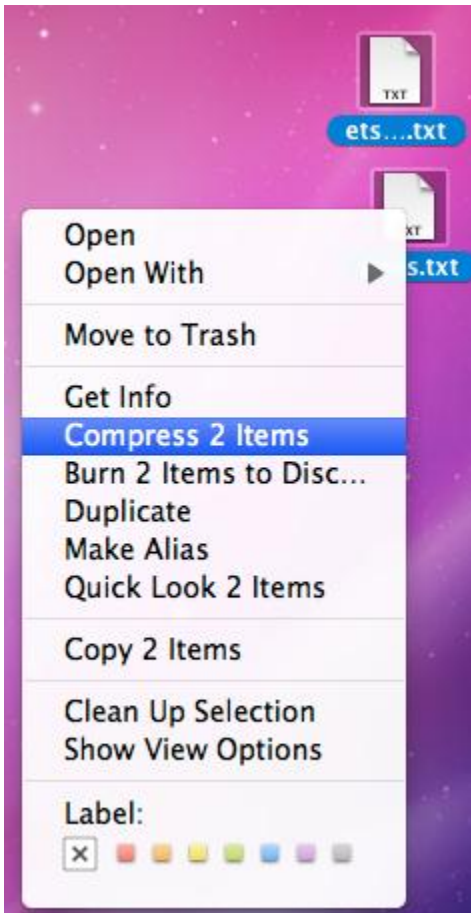 TXT
ets....txt
XT
s.txt
Open
Open With
Move to Trash
Get Info
Compress 2 Items
Burn 2 Items to Disc...
Duplicate
Make Alias
Quick Look 2 Items
Copy 2 Items
Clean Up Selection
Show View Options
Label: